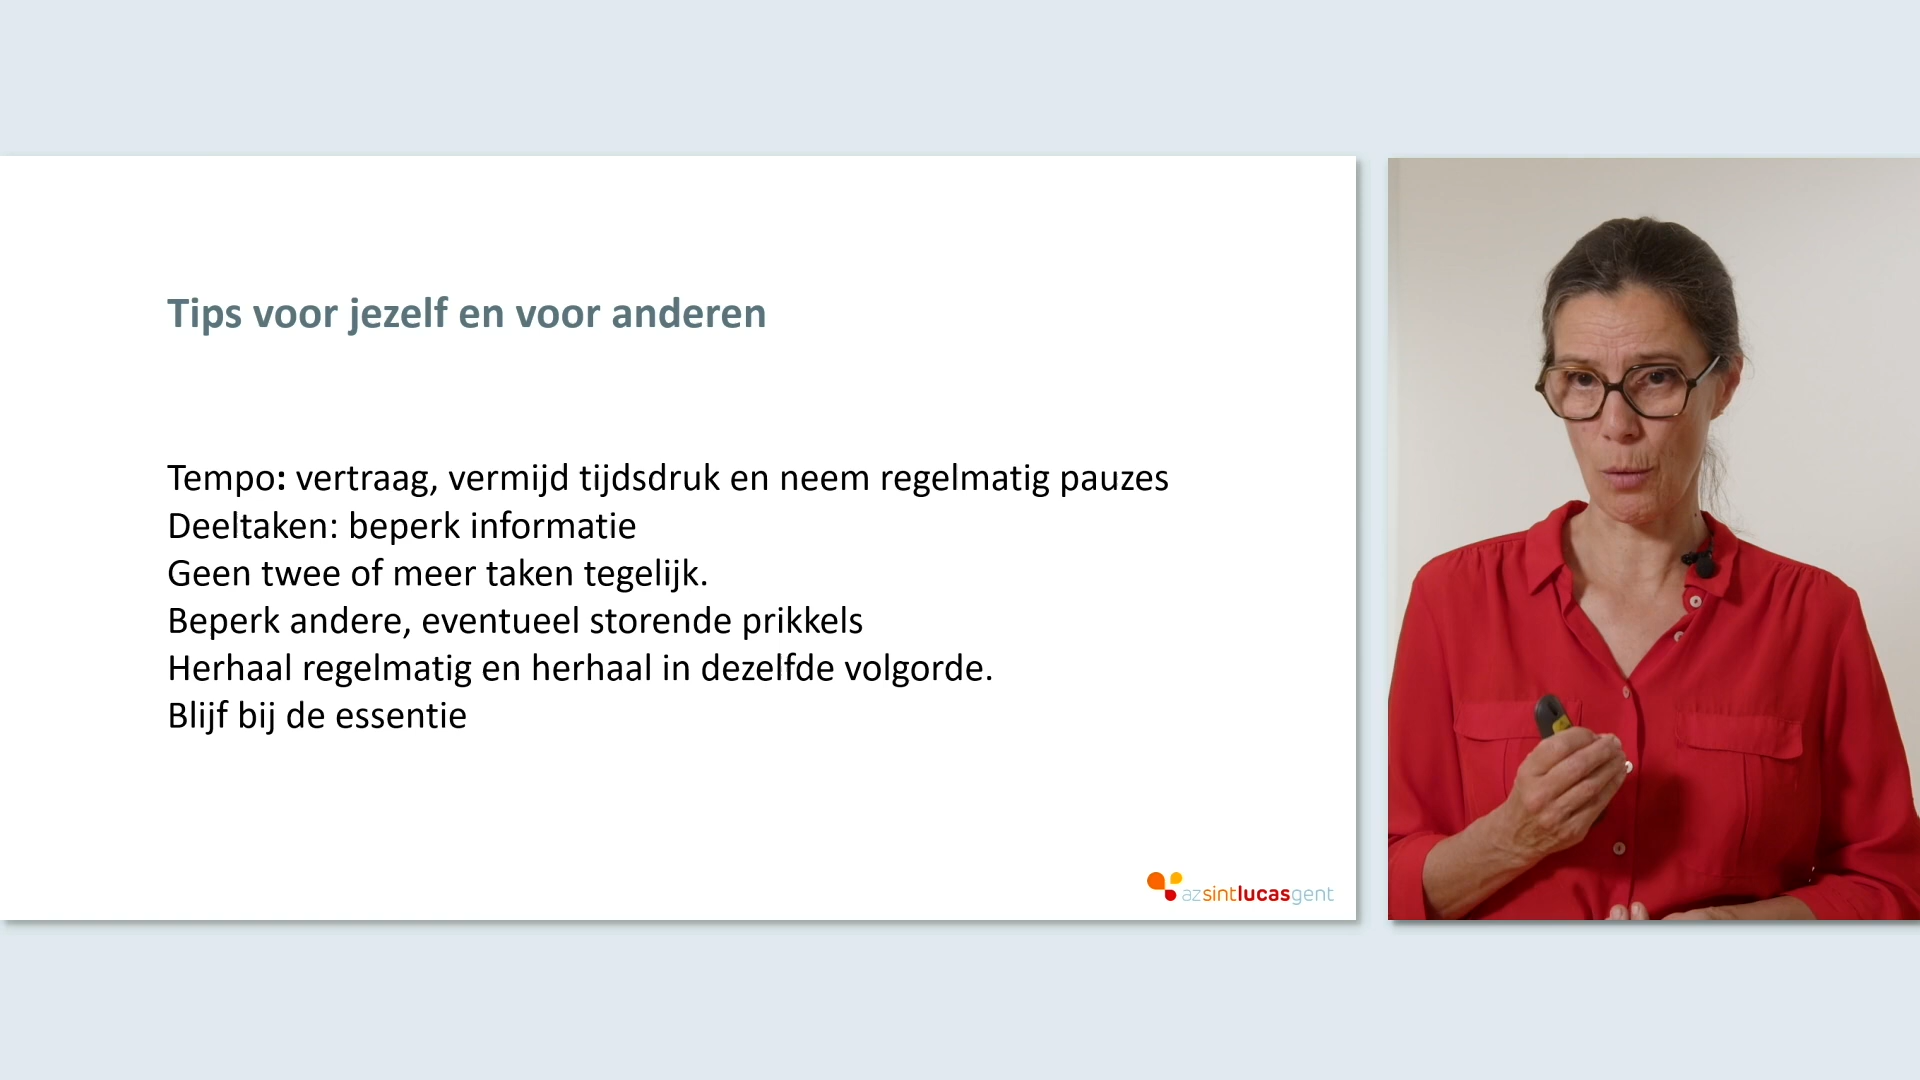 Tips voor jezelf en voor anderen
Tempo: vertraag, vermijd tijdsdruk en neem regelmatig pauzes
Deeltaken: beperk informatie
Geen twee of meer taken tegelijk.
Beperk andere, eventueel storende prikkels
Herhaal regelmatig en herhaal in dezelfde volgorde.
Blijf bij de essentie
azsintlucasgent